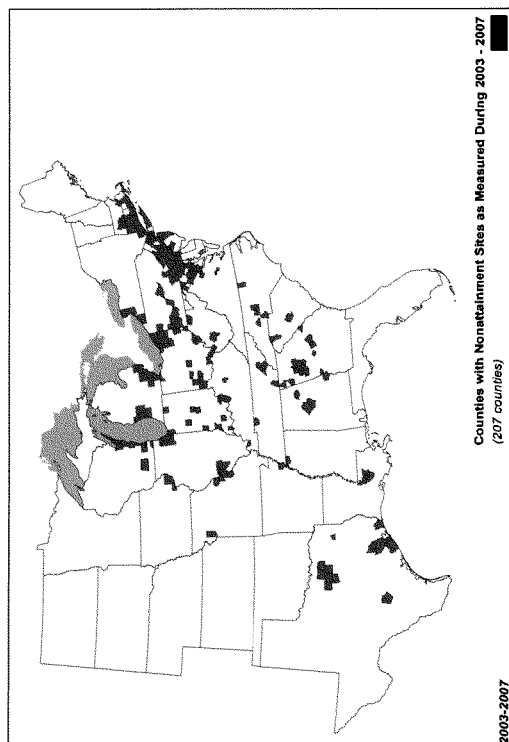 Counties with Nonattainment Sites as Measured During 2003 - 2007
(207 counties)
2003-2007